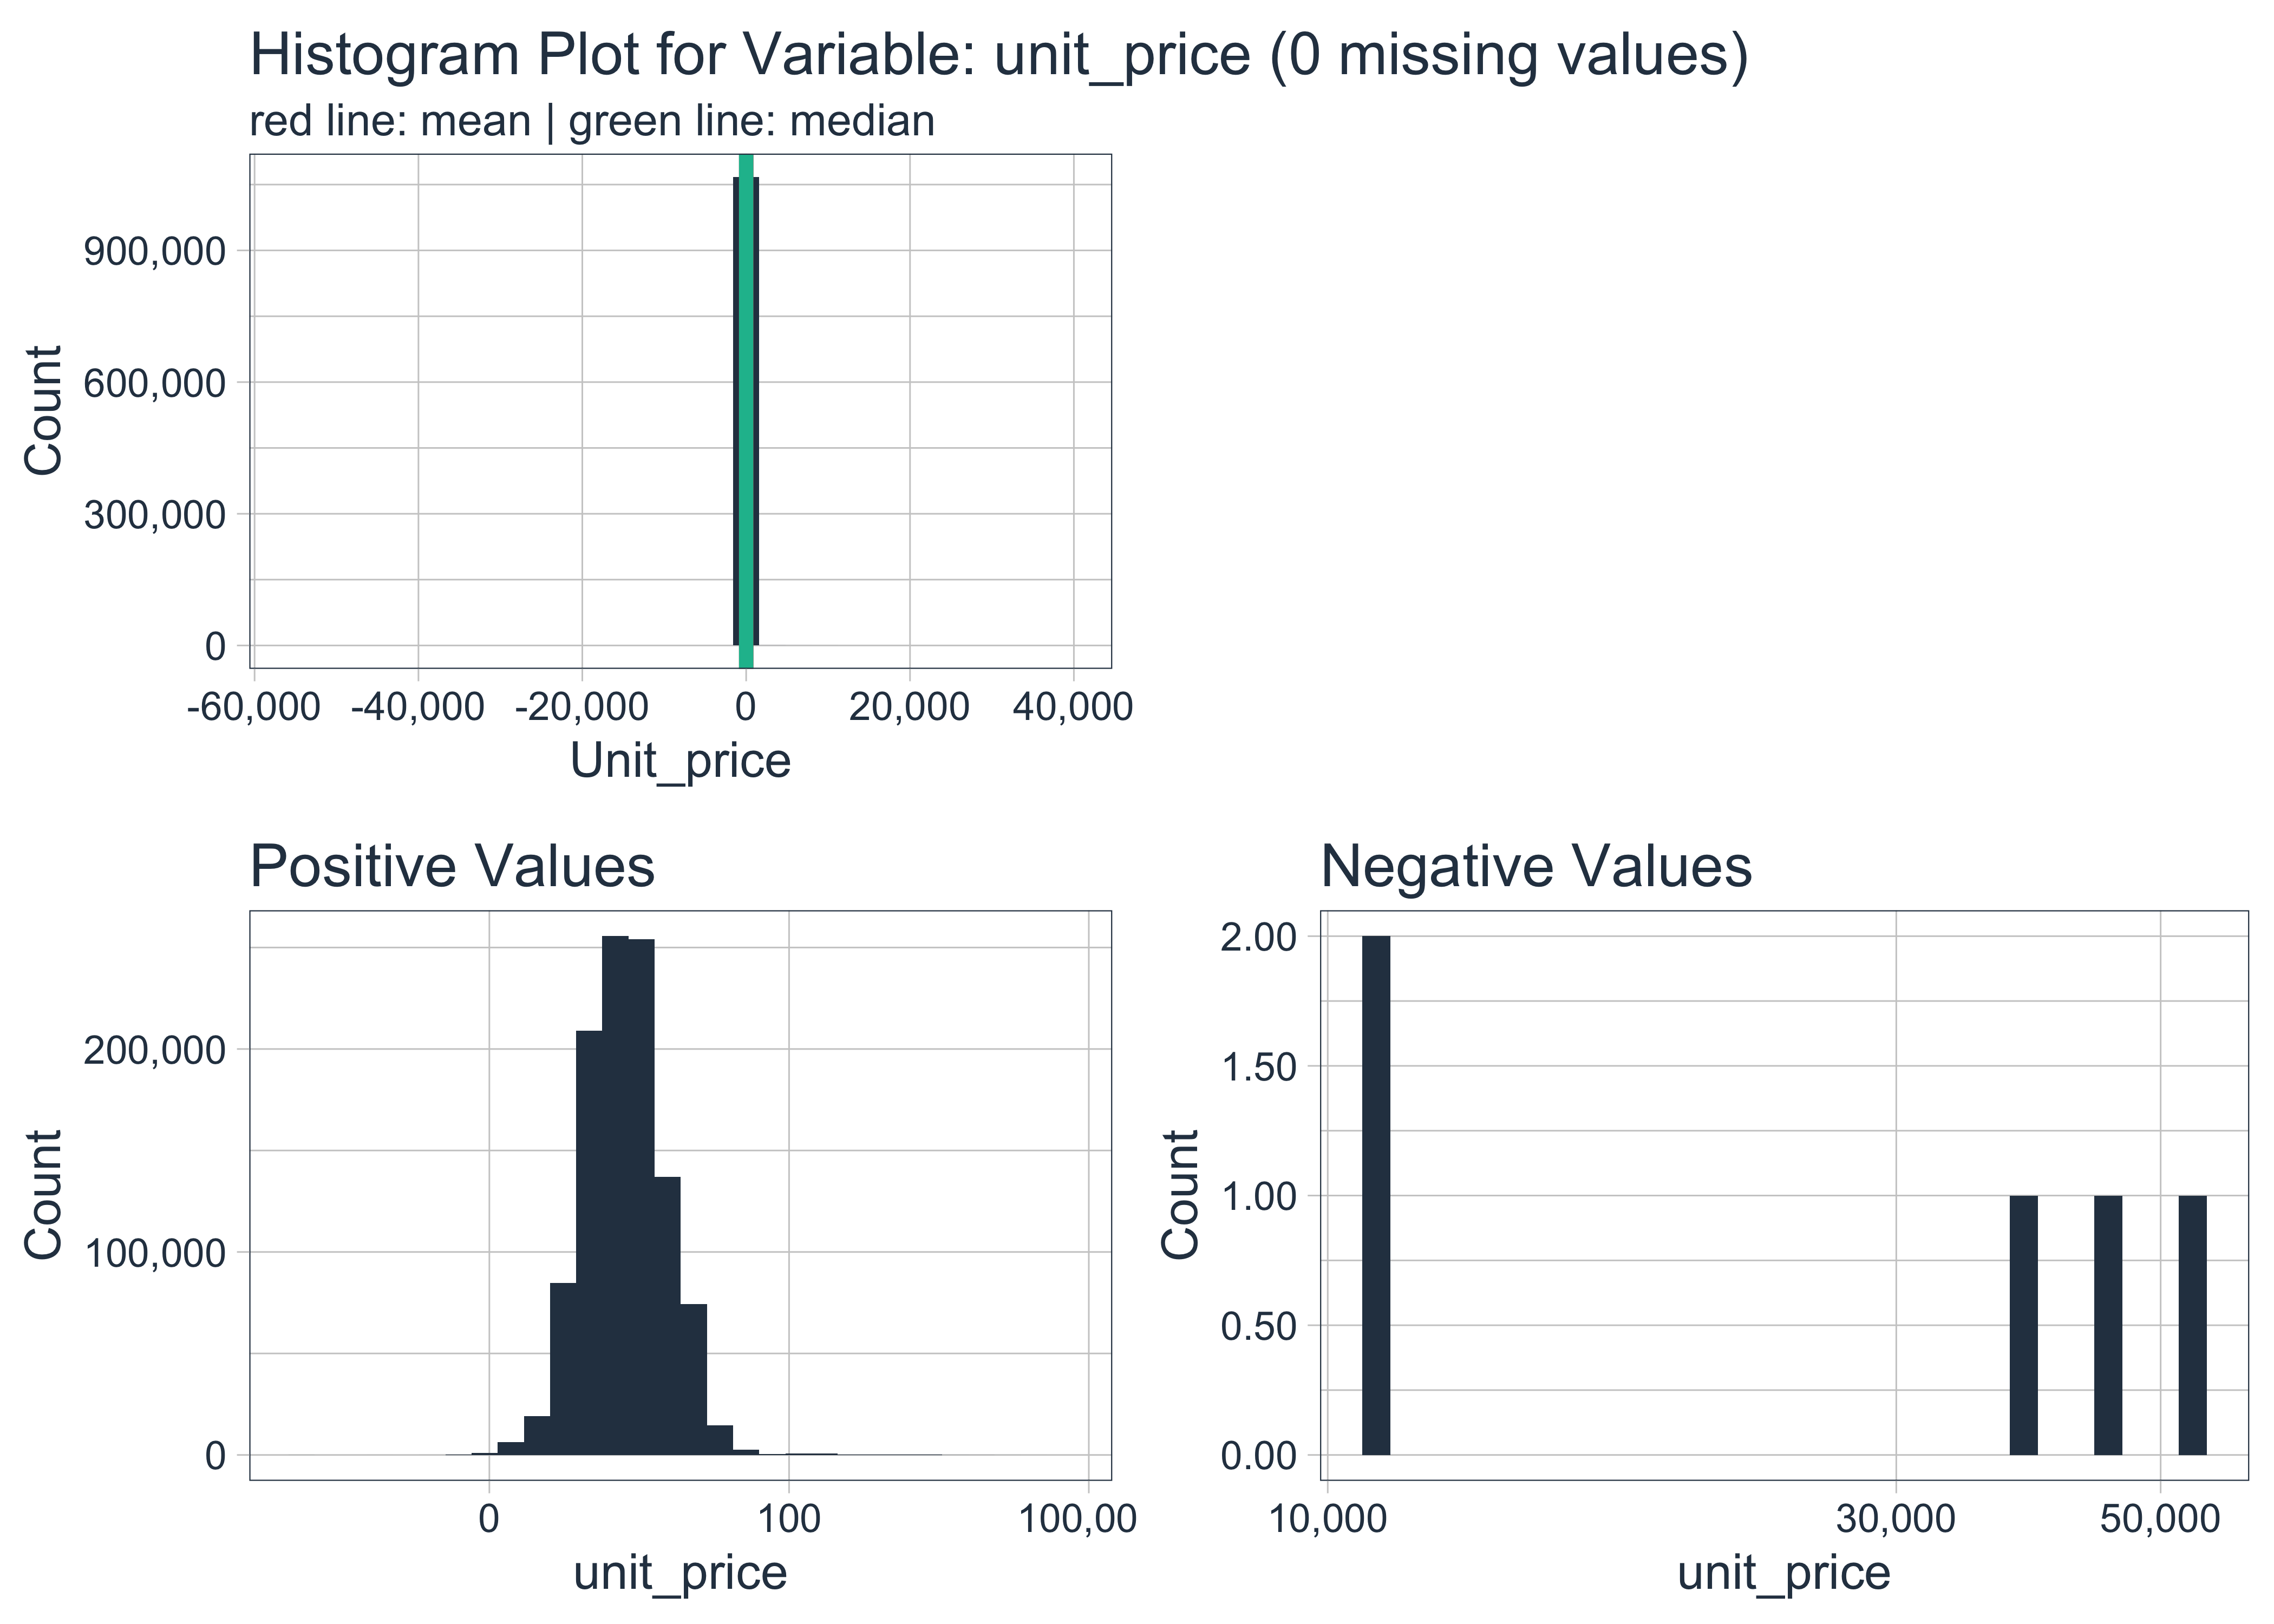 Histogram Plot for Variable: unit_price (0 missing values)
red line: mean | green line: median
Count
900,000
600,000
300,000
0
-60,000 -40,000 -20,000 0 20,000 40,000
Unit_price
Positive Values
Count
200,000
100,000
0
0 100 100,00
unit_price
Negative Values
Count
2.00
1.50
1.00
0.50
0.00
10,000 30,000 50,000
unit_price